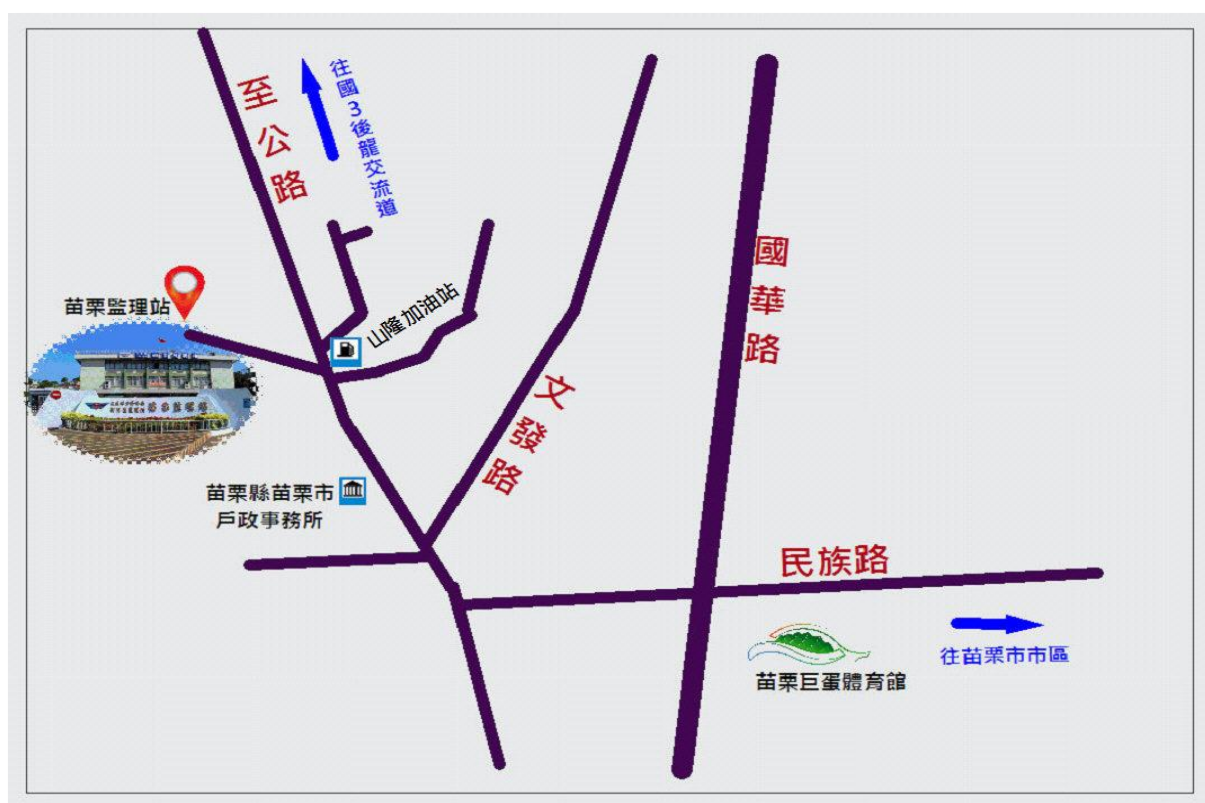 至公路
往國3後龍交流道
國華路
苗栗監理站
山隆加油站
文發路
苗栗縣苗栗市
戶政事務所
民族路
往苗栗市市區
苗栗巨蛋體育館